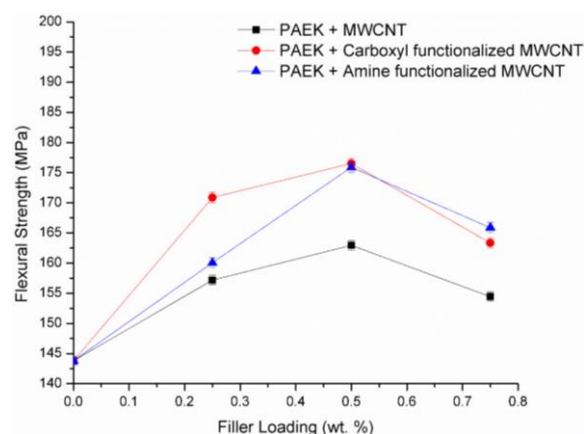 200
195
190
185
180
175
170
165
160
155
150
145
140
Flexural Strength (MPa)
PAEK + MWCNT
PAEK + Carboxyl functionalized MWCNT
PAEK + Amine functionalized MWCNT
0.0 0.1 0.2 0.3 0.4 0.5 0.6 0.7 0.8
Filler Loading (wt. %)